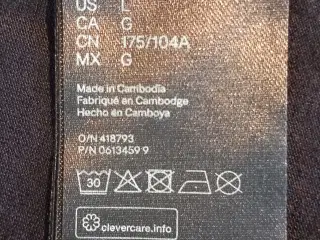 US L
CA G
CN 175/104A
MX G
Made in Cambodia
Fabriqué en Cambodge
Hecho en Camboya
O/N 418793
P/N 0613459 9
30
clevercare.info